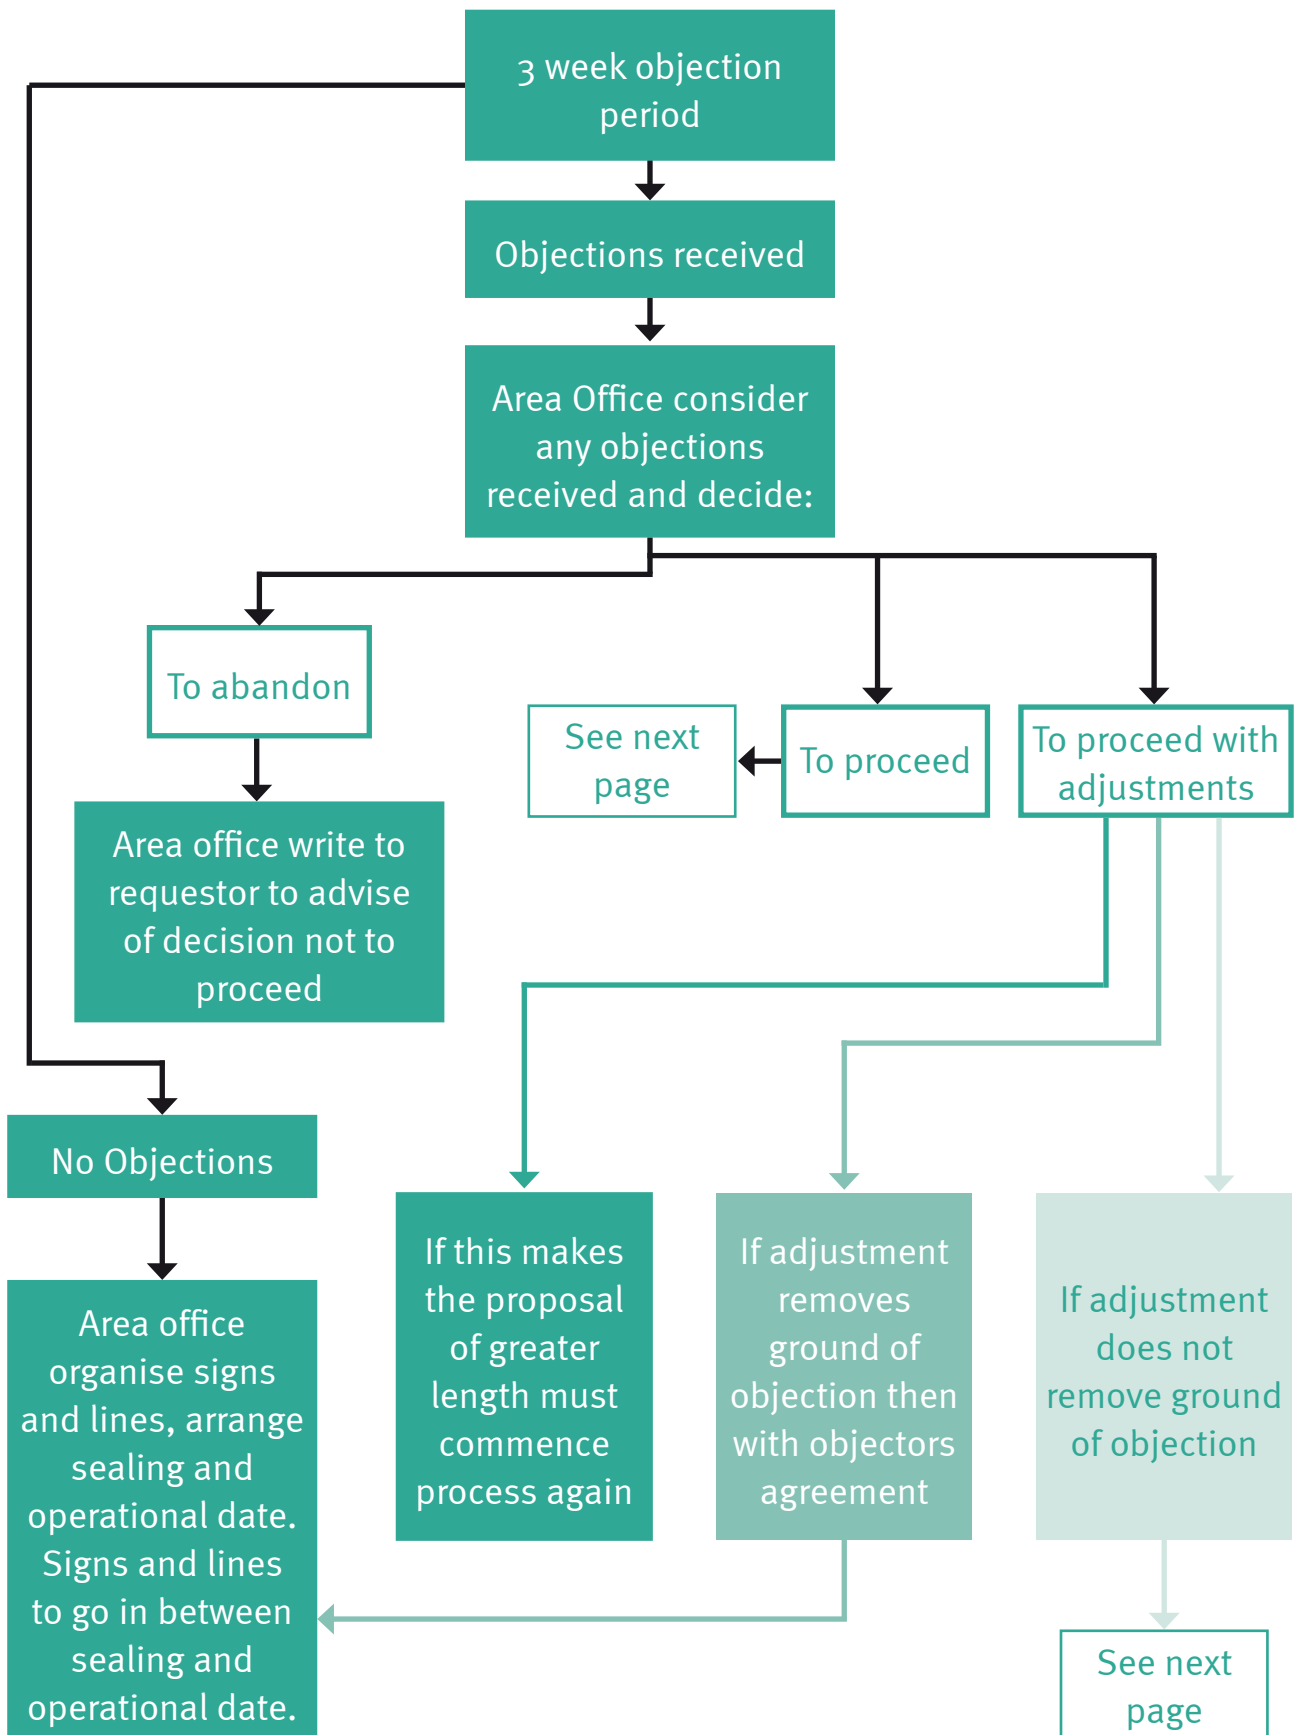 3 week objection
period
Objections received
Area Office consider
any objections
received and decide:
To abandon
See next
page
To proceed
To proceed with
adjustments
Area office write to
requestor to advise
of decision not to
proceed
No Objections
If this makes
the proposal
of greater
length must
commence
process again
If adjustment
removes
ground of
objection then
with objectors
agreement
If adjustment
does not
remove ground
of objection
Area office
organise signs
and lines, arrange
sealing and
operational date.
Signs and lines
to go in between
sealing and
operational date.
See next
page